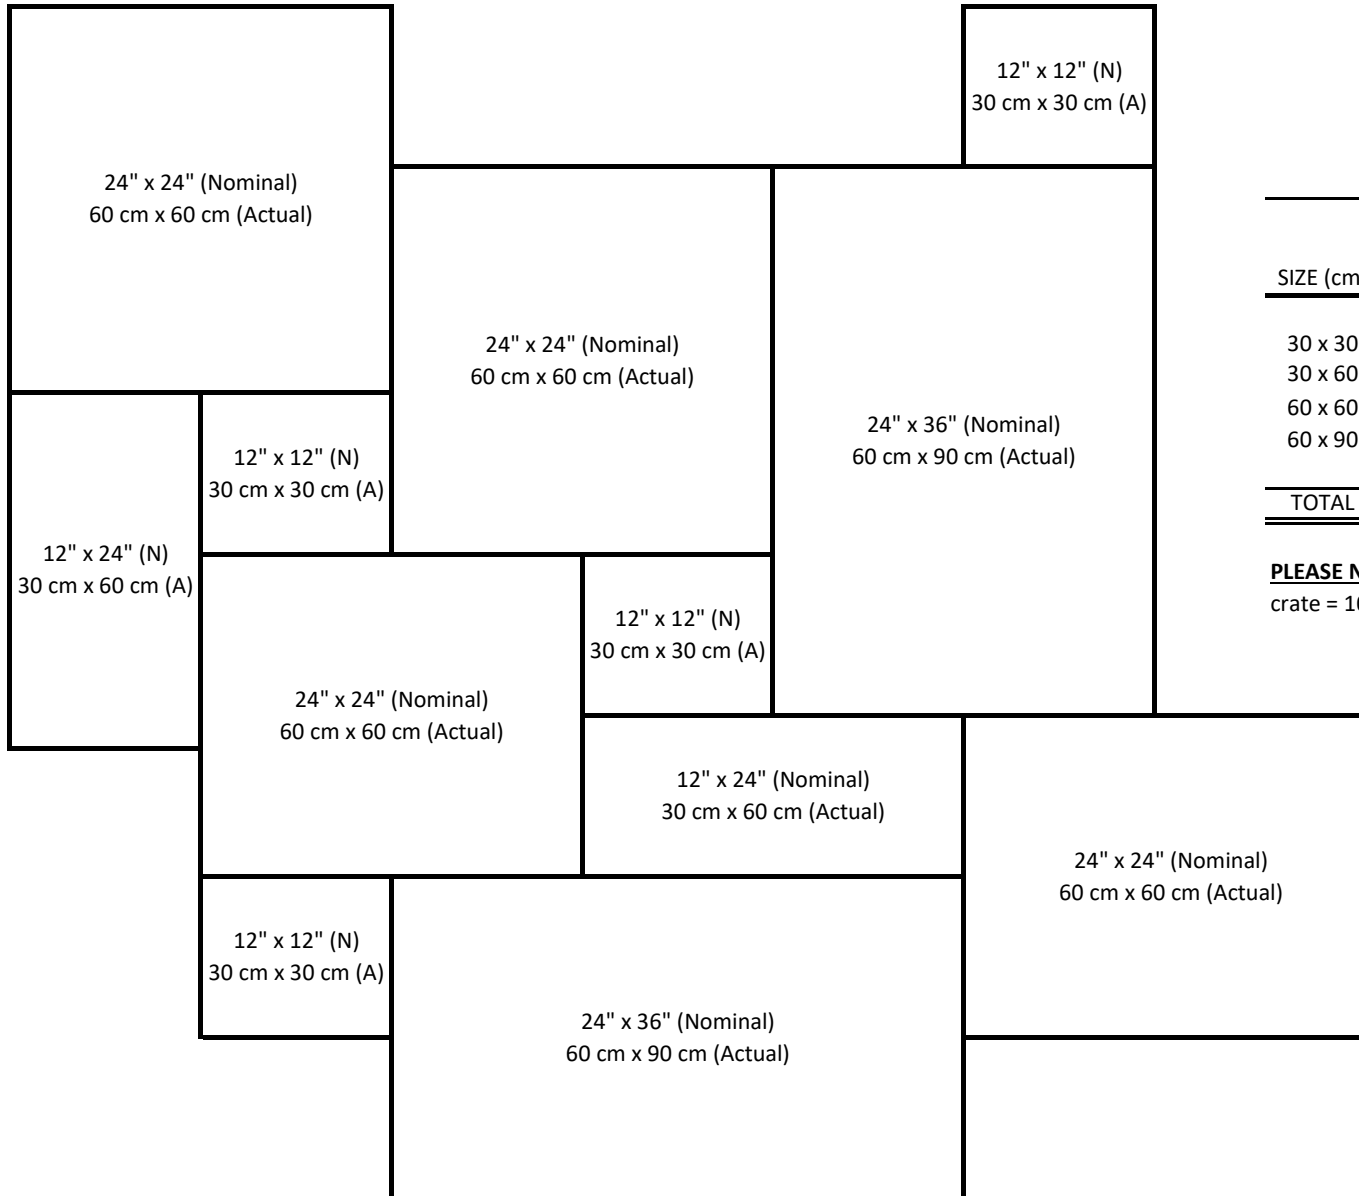 12" x 12" (N)
30 cm x 30 cm (A)
24" x 24" (Nominal)
60 cm x 60 cm (Actual)
24" x 24" (Nominal)
60 cm x 60 cm (Actual)
24" x 36" (Nominal)
60 cm x 90 cm (Actual)
12" x 12" (N)
30 cm x 30 cm (A)
12" x 24" (N)
30 cm x 60 cm (A)
12" x 12" (N)
30 cm x 30 cm (A)
24" x 24" (Nominal)
60 cm x 60 cm (Actual)
12" x 24" (Nominal)
30 cm x 60 cm (Actual)
24" x 24" (Nominal)
60 cm x 60 cm (Actual)
12" x 12" (N)
30 cm x 30 cm (A)
24" x 36" (Nominal)
60 cm x 90 cm (Actual)
SIZE (cm
30 x 30
30 x 60
60 x 60
60 x 90
TOTAL
PLEASE
crate =